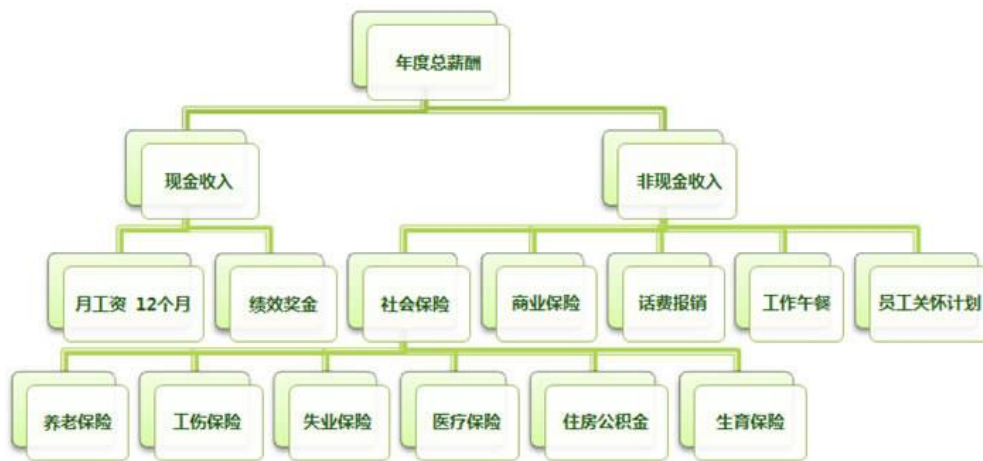 年度总薪酬
现金收入
非现金收入
月工资 12个月
绩效奖金
社会保险
商业保险
话费报销
工作午餐
员工关怀计划
养老保险
工伤保险
失业保险
医疗保险
住房公积金
生育保险